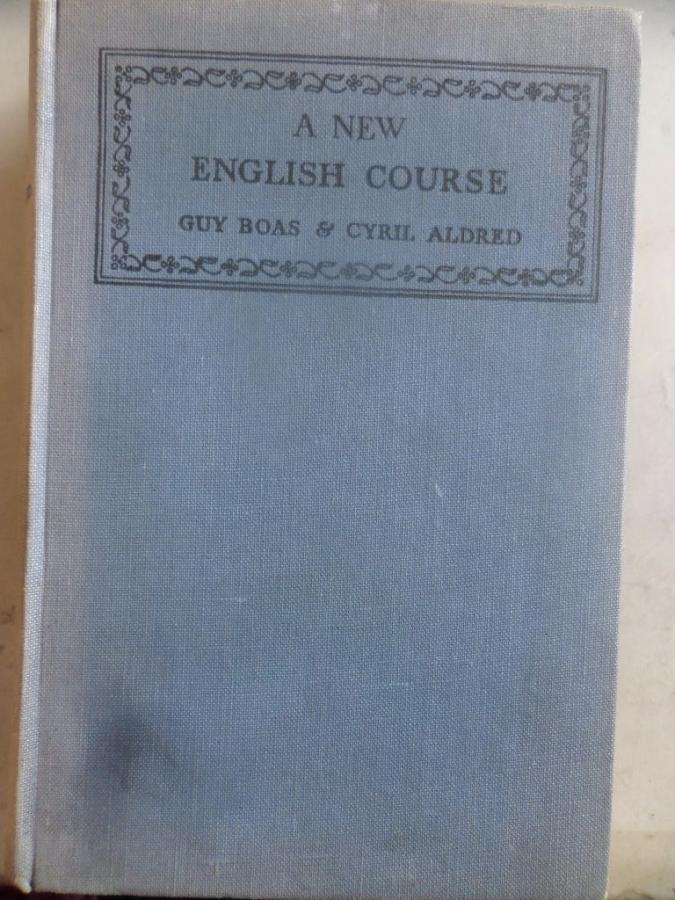 A NEW
ENGLISH COURSE
GUY BOAS & CYRIL ALDRED